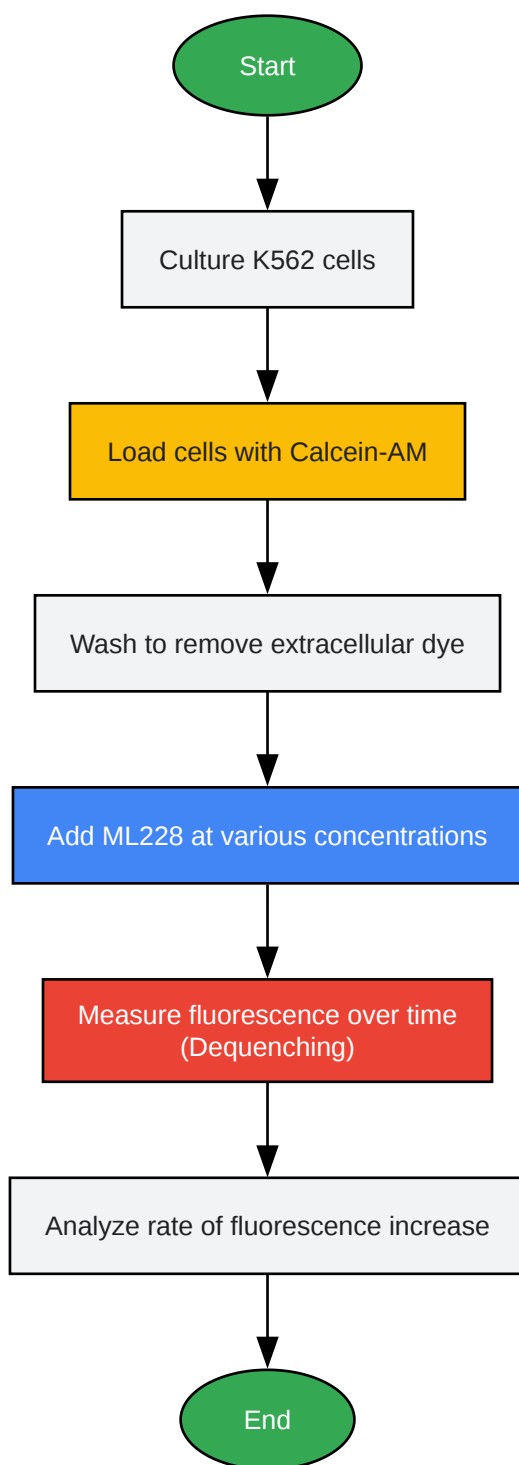 Start
Culture K562 cells
Load cells with Calcein-AM
Wash to remove extracellular dye
Add ML228 at various concentrations
Measure fluorescence over time
(Dequenching)
Analyze rate of fluorescence increase
End